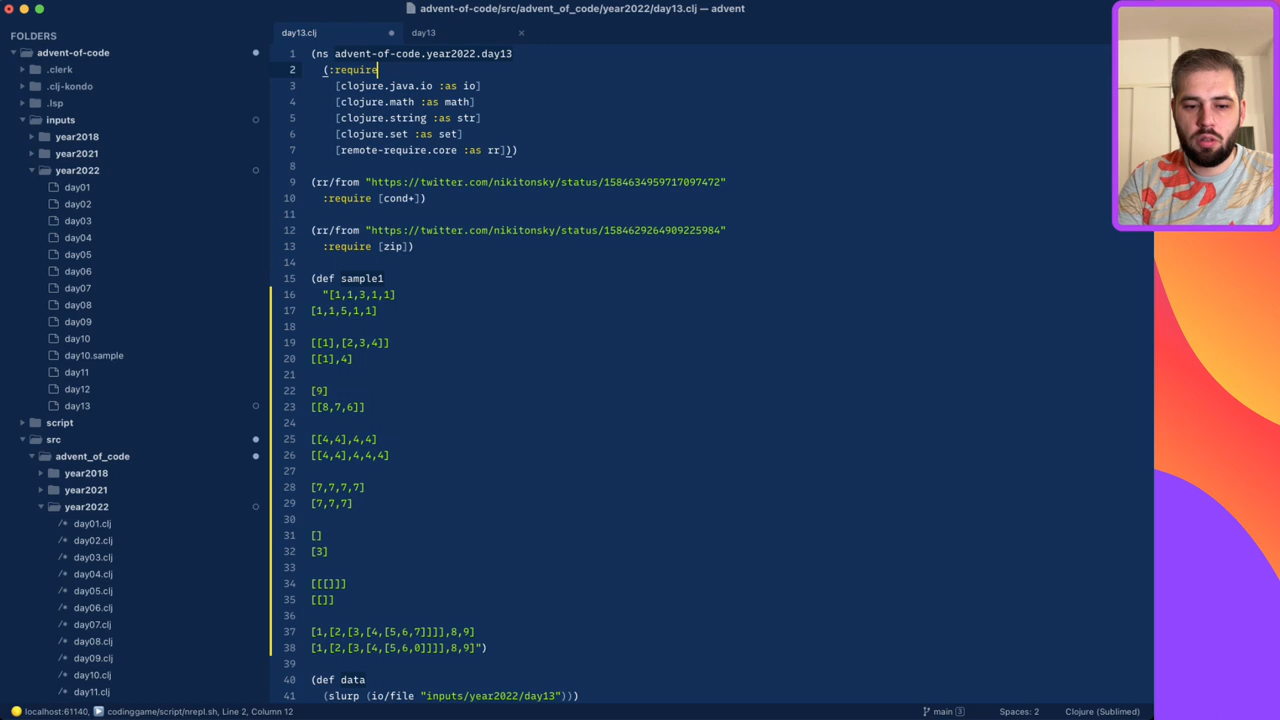 advent-of-code/src/advent_of_code/year2022/day13.clj — advent
FOLDERS
advent-of-code
.clerk
.clj-kondo
.lsp
inputs
year2018
year2021
year2022
day01
day02
day03
day04
day05
day06
day07
day08
day09
day10
day10.sample
day11
day12
day13
script
src
advent_of_code
year2018
year2021
year2022
day01.clj
day02.clj
day03.clj
day04.clj
day05.clj
day06.clj
day07.clj
day08.clj
day09.clj
day10.clj
day11.clj
day13.clj
day13
1 (ns advent-of-code.year2022.day13
2 (:require
3 [clojure.java.io :as io]
4 [clojure.math :as math]
5 [clojure.string :as str]
6 [clojure.set :as set]
7 [remote-require.core :as rr]))
8
9 (rr/from "https://twitter.com/nikitonsky/status/1584634959717097472"
10 :require [cond+])
11
12 (rr/from "https://twitter.com/nikitonsky/status/1584629264909225984"
13 :require [zip])
14
15 (def sample1
16 "[1,1,3,1,1]
17 [1,1,5,1,1]
18
19 [[1],[2,3,4]]
20 [[1],4]
21
22 [9]
23 [[8,7,6]]
24
25 [[4,4],4,4]
26 [[4,4],4,4,4]
27
28 [7,7,7,7]
29 [7,7,7]
30
31 []
32 [3]
33
34 [[[]]]
35 [[]]
36
37 [1,[2,[3,[4,[5,6,7]]]],8,9]
38 [1,[2,[3,[4,[5,6,0]]]],8,9]")
39
40 (def data
41 (slurp (io/file "inputs/year2022/day13")))
localhost:61140, codinggame/script/nrepl.sh, Line 2, Column 12
main 3
Spaces: 2
Clojure (Sublimed)